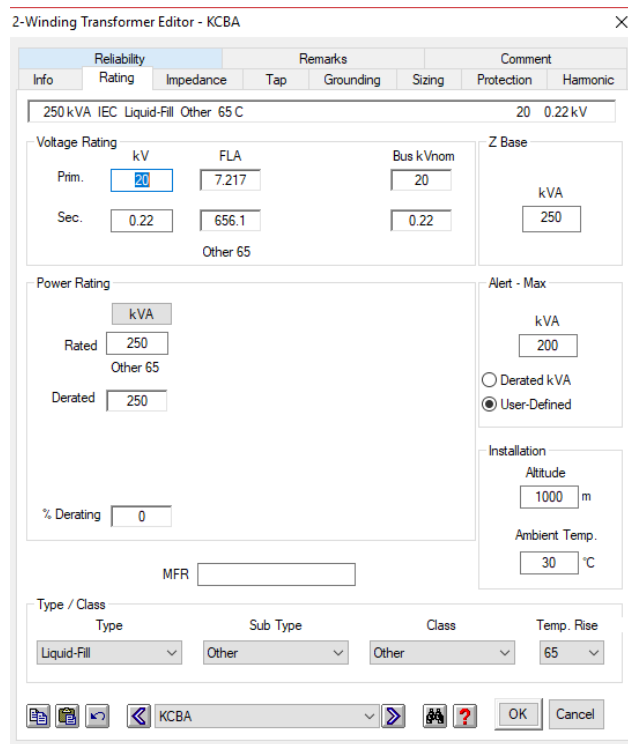 2-Winding Transformer Editor - KCBA
Reliability Remarks Comment
Info Rating Impedance Tap Grounding Sizing Protection Harmonic
250 kVA IEC Liquid-Fill Other 65 C 20 0.22 kV
Voltage Rating
kV FLA Bus kVnom
Prim. 20 7.217 20
Sec. 0.22 656.1 0.22
Other 65
Z Base
kVA
250
Power Rating
kVA
Rated 250
Other 65
Derated 250
% Derating 0
Alert - Max
kVA
200
Derated kVA
User-Defined
Installation
Altitude
1000 m
Ambient Temp.
30 °C
MFR
Type / Class
Type Sub Type Class Temp. Rise
Liquid-Fill Other Other 65
KCBA ? OK Cancel